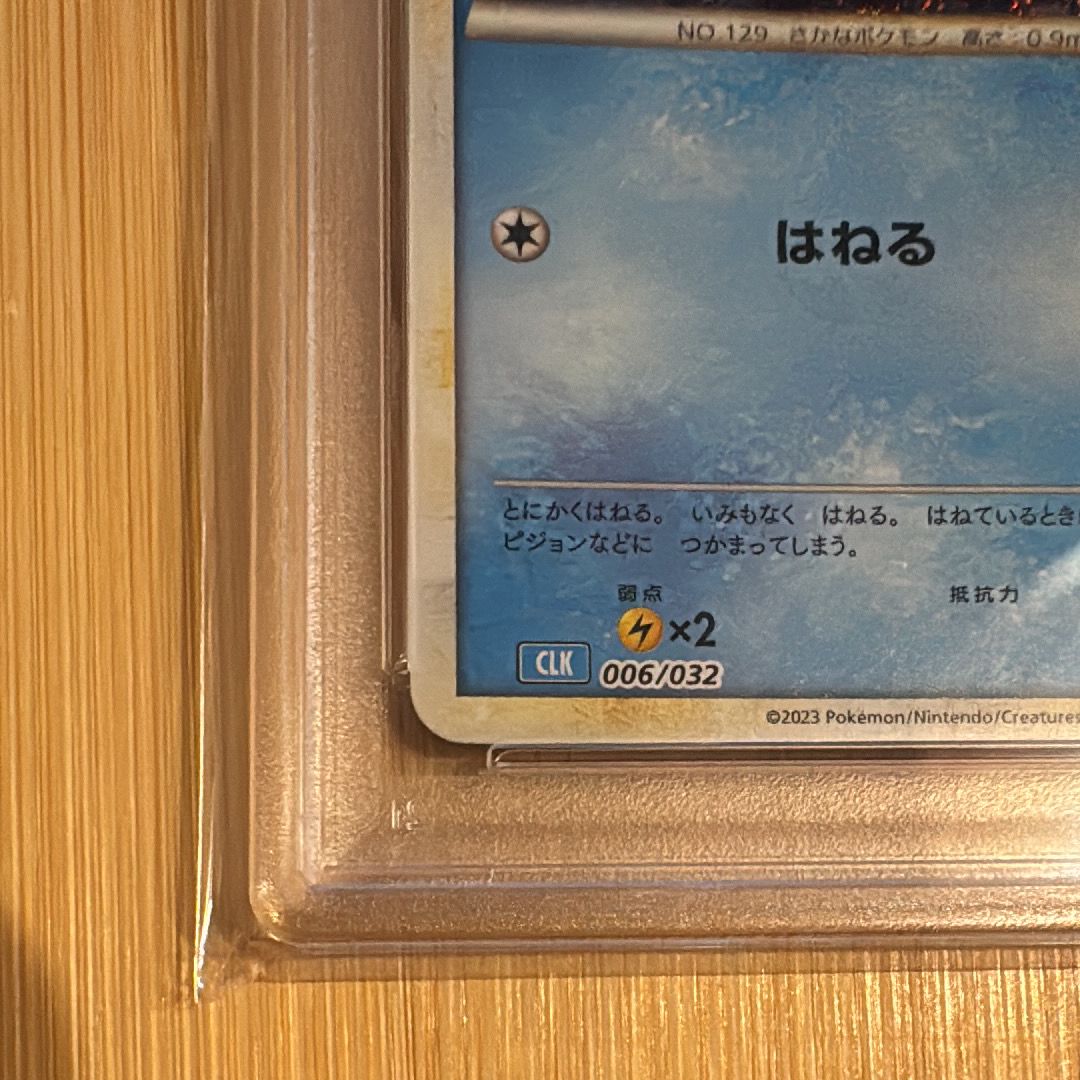 NO.129 さかなポケモン 高さ：0.9m
はねる
とにかくはねる。 いみもなく はねる。 はねているとき
ピジョンなどに つかまってしまう。
弱点 抵抗力
×2
CLK 006/032
©2023 Pokémon/Nintendo/Creatures